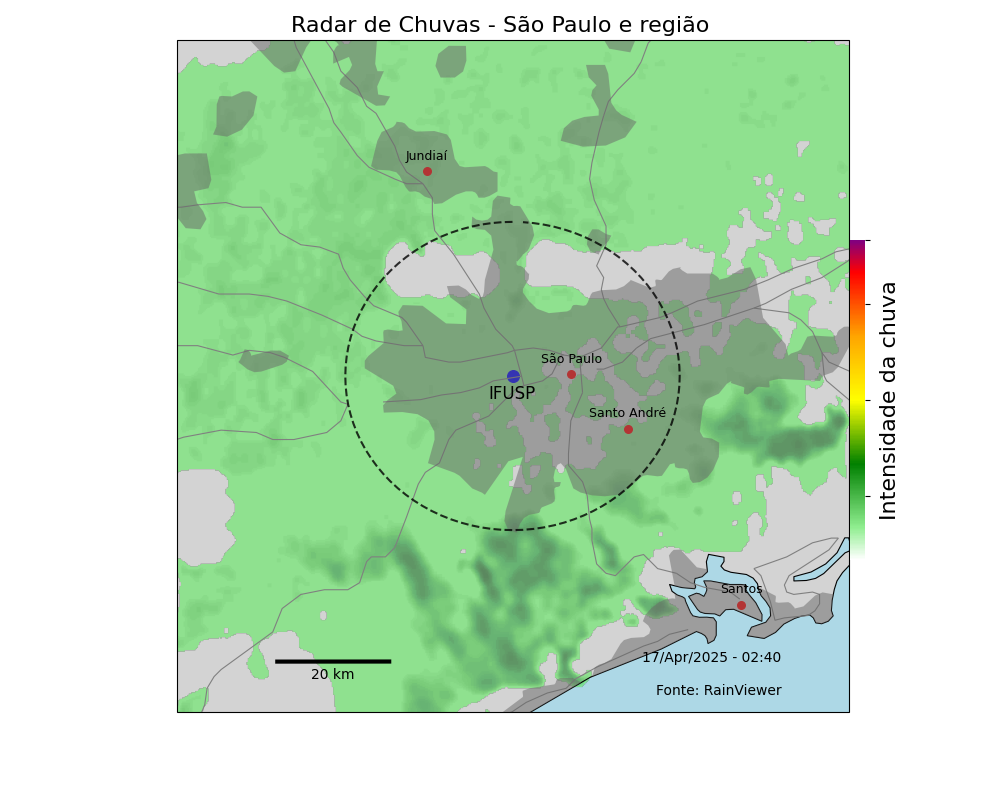 Radar de Chuvas - São Paulo e região
Jundiaí
São Paulo
IFUSP
Santo André
Intensidade da chuva
Santos
17/Apr/2025 - 02:40
20 km
Fonte: RainViewer